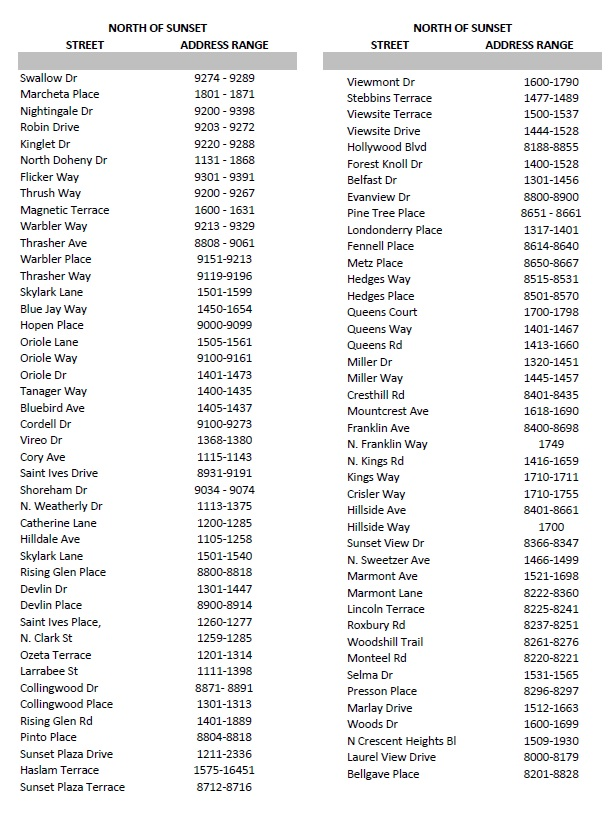 NORTH OF SUNSET
STREET ADDRESS RANGE
Swallow Dr 9274 - 9289
Marcheta Place 1801 - 1871
Nightingale Dr 9200 - 9398
Robin Drive 9203 - 9272
Kinglet Dr 9220 - 9288
North Doheny Dr 1131 - 1868
Flicker Way 9301 - 9391
Thrush Way 9200 - 9267
Magnetic Terrace 1600 - 1631
Warbler Way 9213 - 9329
Thrasher Ave 8808 - 9061
Warbler Place 9151-9213
Thrasher Way 9119-9196
Skylark Lane 1501-1599
Blue Jay Way 1450-1654
Hopen Place 9000-9099
Oriole Lane 1505-1561
Oriole Way 9100-9161
Oriole Dr 1401-1473
Tanager Way 1400-1435
Bluebird Ave 1405-1437
Cordell Dr 9100-9273
Vireo Dr 1368-1380
Cory Ave 1115-1143
Saint Ives Drive 8931-9191
Shoreham Dr 9034 - 9074
N. Weatherly Dr 1113-1375
Catherine Lane 1200-1285
Hilldale Ave 1105-1258
Skylark Lane 1501-1540
Rising Glen Place 8800-8818
Devlin Dr 1301-1447
Devlin Place 8900-8914
Saint Ives Place, 1260-1277
N. Clark St 1259-1285
Ozeta Terrace 1201-1314
Larrabee St 1111-1398
Collingwood Dr 8871- 8891
Collingwood Place 1301-1313
Rising Glen Rd 1401-1889
Pinto Place 8804-8818
Sunset Plaza Drive 1211-2336
Haslam Terrace 1575-16451
Sunset Plaza Terrace 8712-8716
NORTH OF SUNSET
STREET ADDRESS RANGE
Viewmont Dr 1600-1790
Stebbins Terrace 1477-1489
Viewsite Terrace 1500-1537
Viewsite Drive 1444-1528
Hollywood Blvd 8188-8855
Forest Knoll Dr 1400-1528
Belfast Dr 1301-1456
Evanview Dr 8800-8900
Pine Tree Place 8651 - 8661
Londonderry Place 1317-1401
Fennell Place 8614-8640
Metz Place 8650-8667
Hedges Way 8515-8531
Hedges Place 8501-8570
Queens Court 1700-1798
Queens Way 1401-1467
Queens Rd 1413-1660
Miller Dr 1320-1451
Miller Way 1445-1457
Cresthill Rd 8401-8435
Mountcrest Ave 1618-1690
Franklin Ave 8400-8698
N. Franklin Way 1749
N. Kings Rd 1416-1659
Kings Way 1710-1711
Crisler Way 1710-1755
Hillside Ave 8401-8661
Hillside Way 1700
Sunset View Dr 8366-8347
N. Sweetzer Ave 1466-1499
Marmont Ave 1521-1698
Marmont Lane 8222-8360
Lincoln Terrace 8225-8241
Roxbury Rd 8237-8251
Woodshill Trail 8261-8276
Monteel Rd 8220-8221
Selma Dr 1531-1565
Presson Place 8296-8297
Marlay Drive 1512-1663
Woods Dr 1600-1699
N Crescent Heights Bl 1509-1930
Laurel View Drive 8000-8179
Bellgave Place 8201-8828